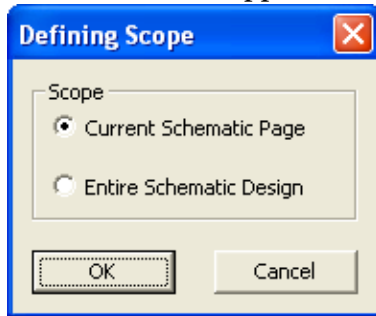 Defining Scope
Scope
Current Schematic Page
Entire Schematic Design
OK
Cancel